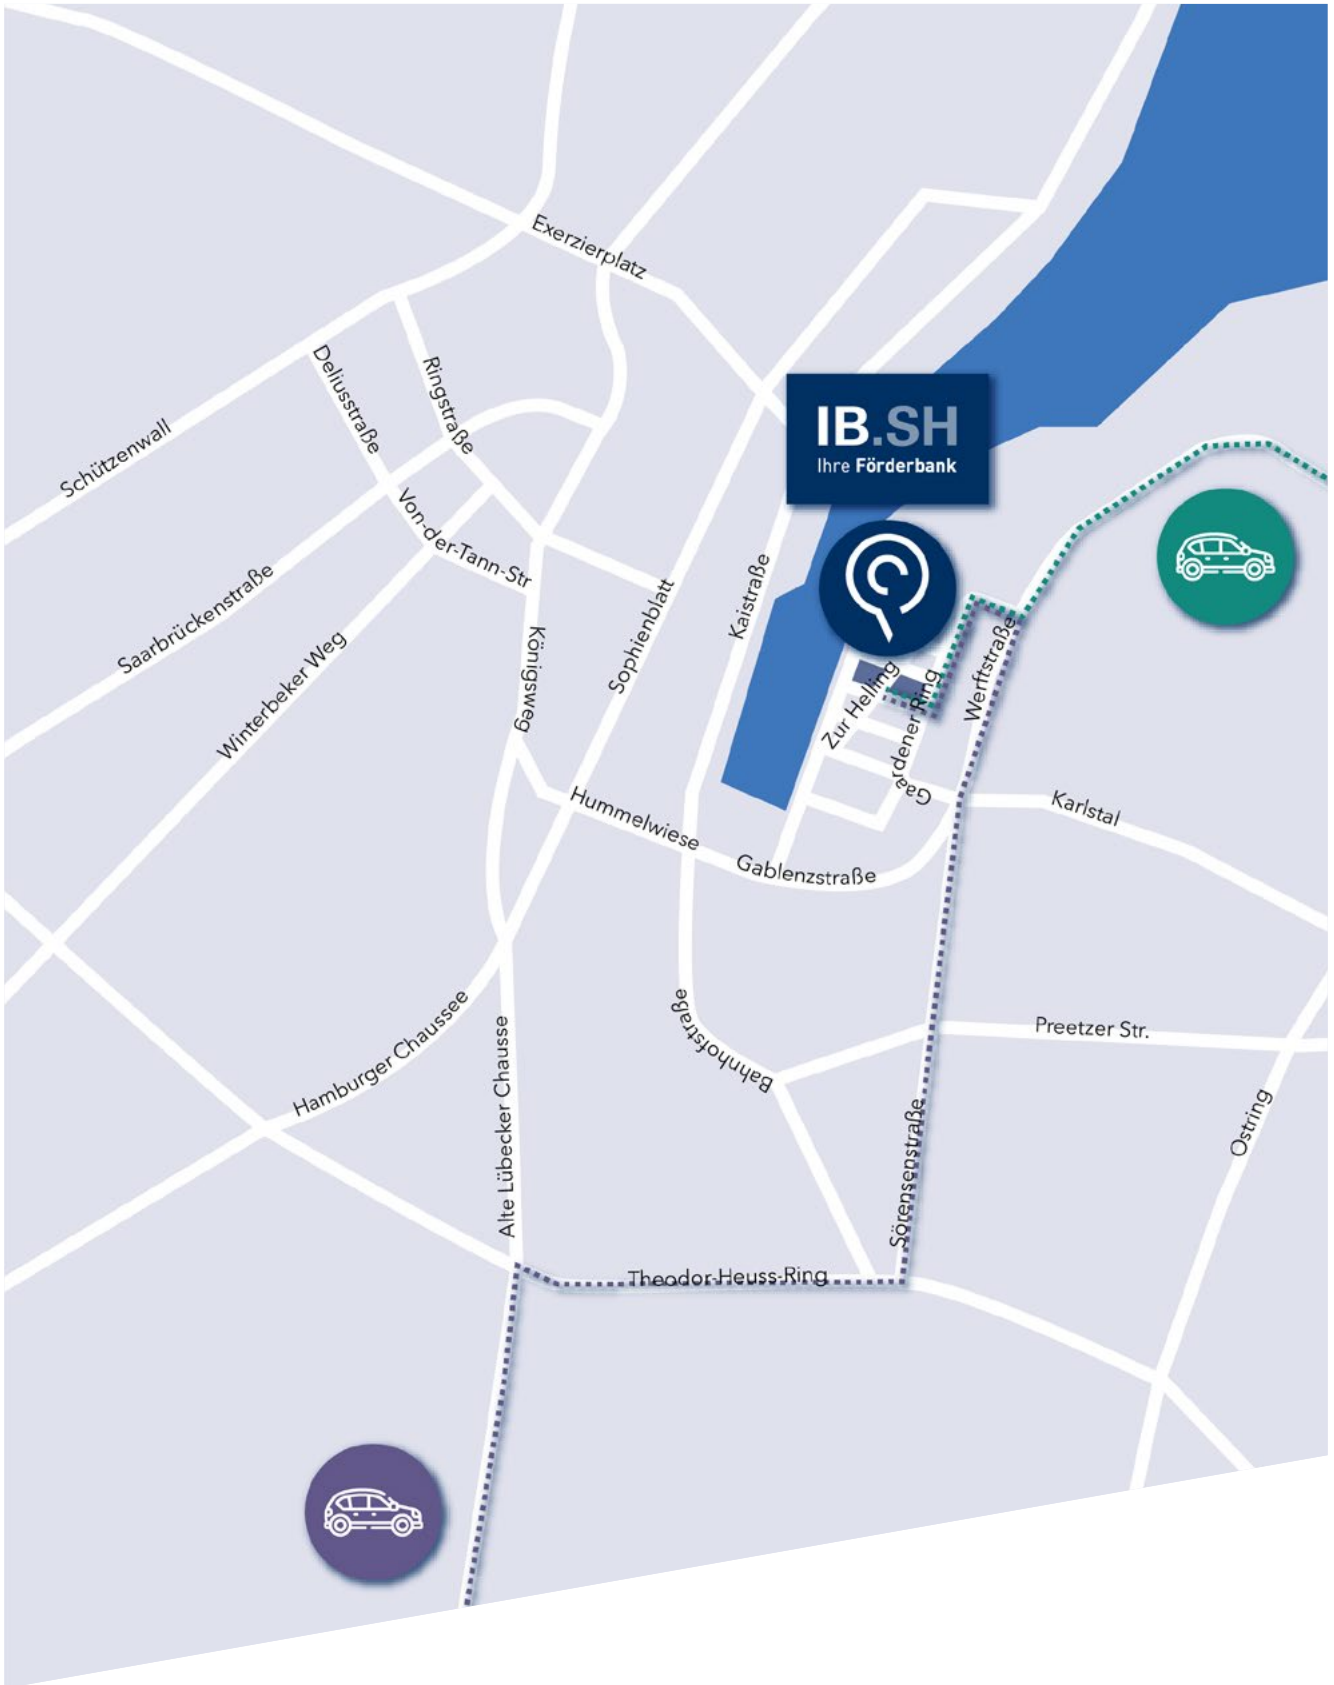 Exerzierplatz
Deliusstraße
Ringstraße
Schützenwall
IB.SH
Ihre Förderbank
Von-der-Tann-Str
Saarbrückenstraße
Winterbeker Weg
Königsweg
Sophienblatt
Kaistraße
Zur Helling
Gaardener Ring
Werftstraße
Hummelwiese
Gablenzstraße
Karlstal
Hamburger Chaussee
Alte Lübecker Chausse
Bahnhofstraße
Preetzer Str.
Sörensenstraße
Ostring
Theodor-Heuss-Ring